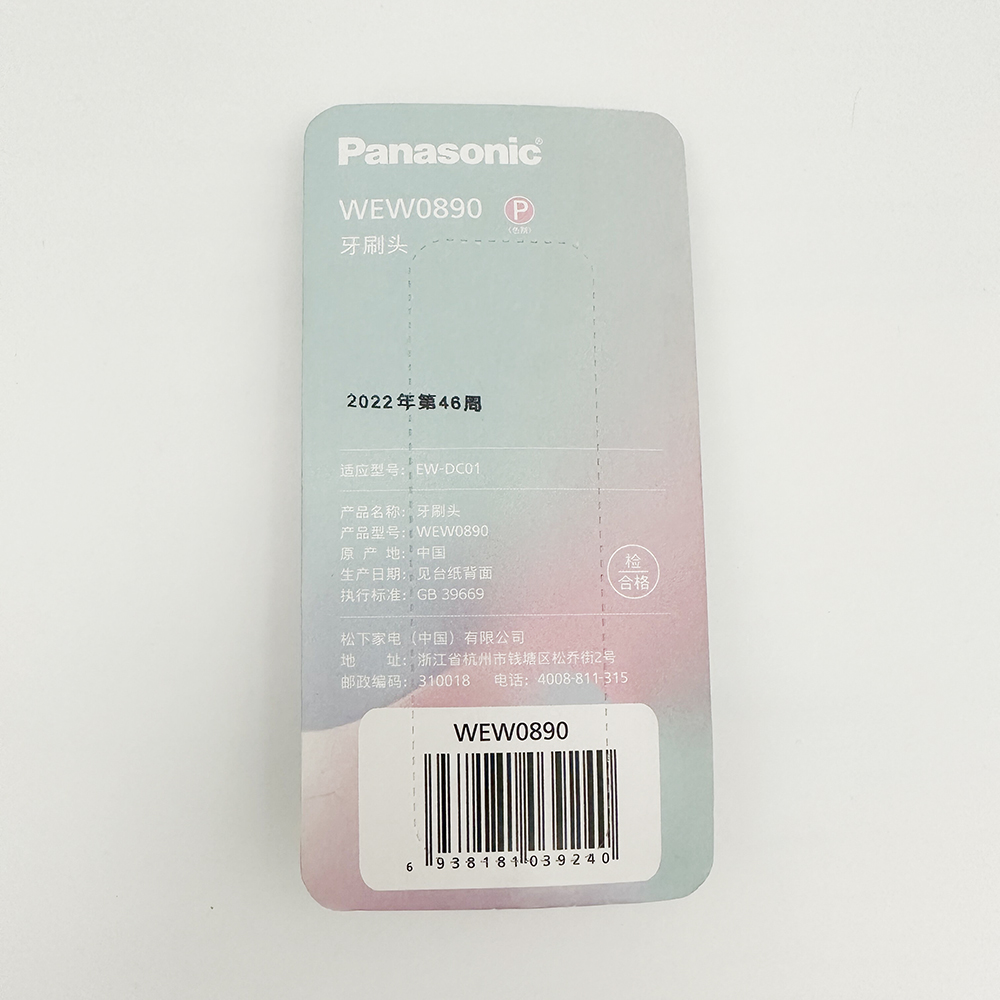 Panasonic®
WEW0890 P
(色别)
牙刷头
2022年第46周
适应型号：EW-DC01
产品名称：牙刷头
产品型号：WEW0890
原 产 地：中国
生产日期：见台纸背面
执行标准：GB 39669
检
合格
松下家电（中国）有限公司
地 址：浙江省杭州市钱塘区松乔街2号
邮政编码：310018 电话：4008-811-315
WEW0890
6 938181 039240